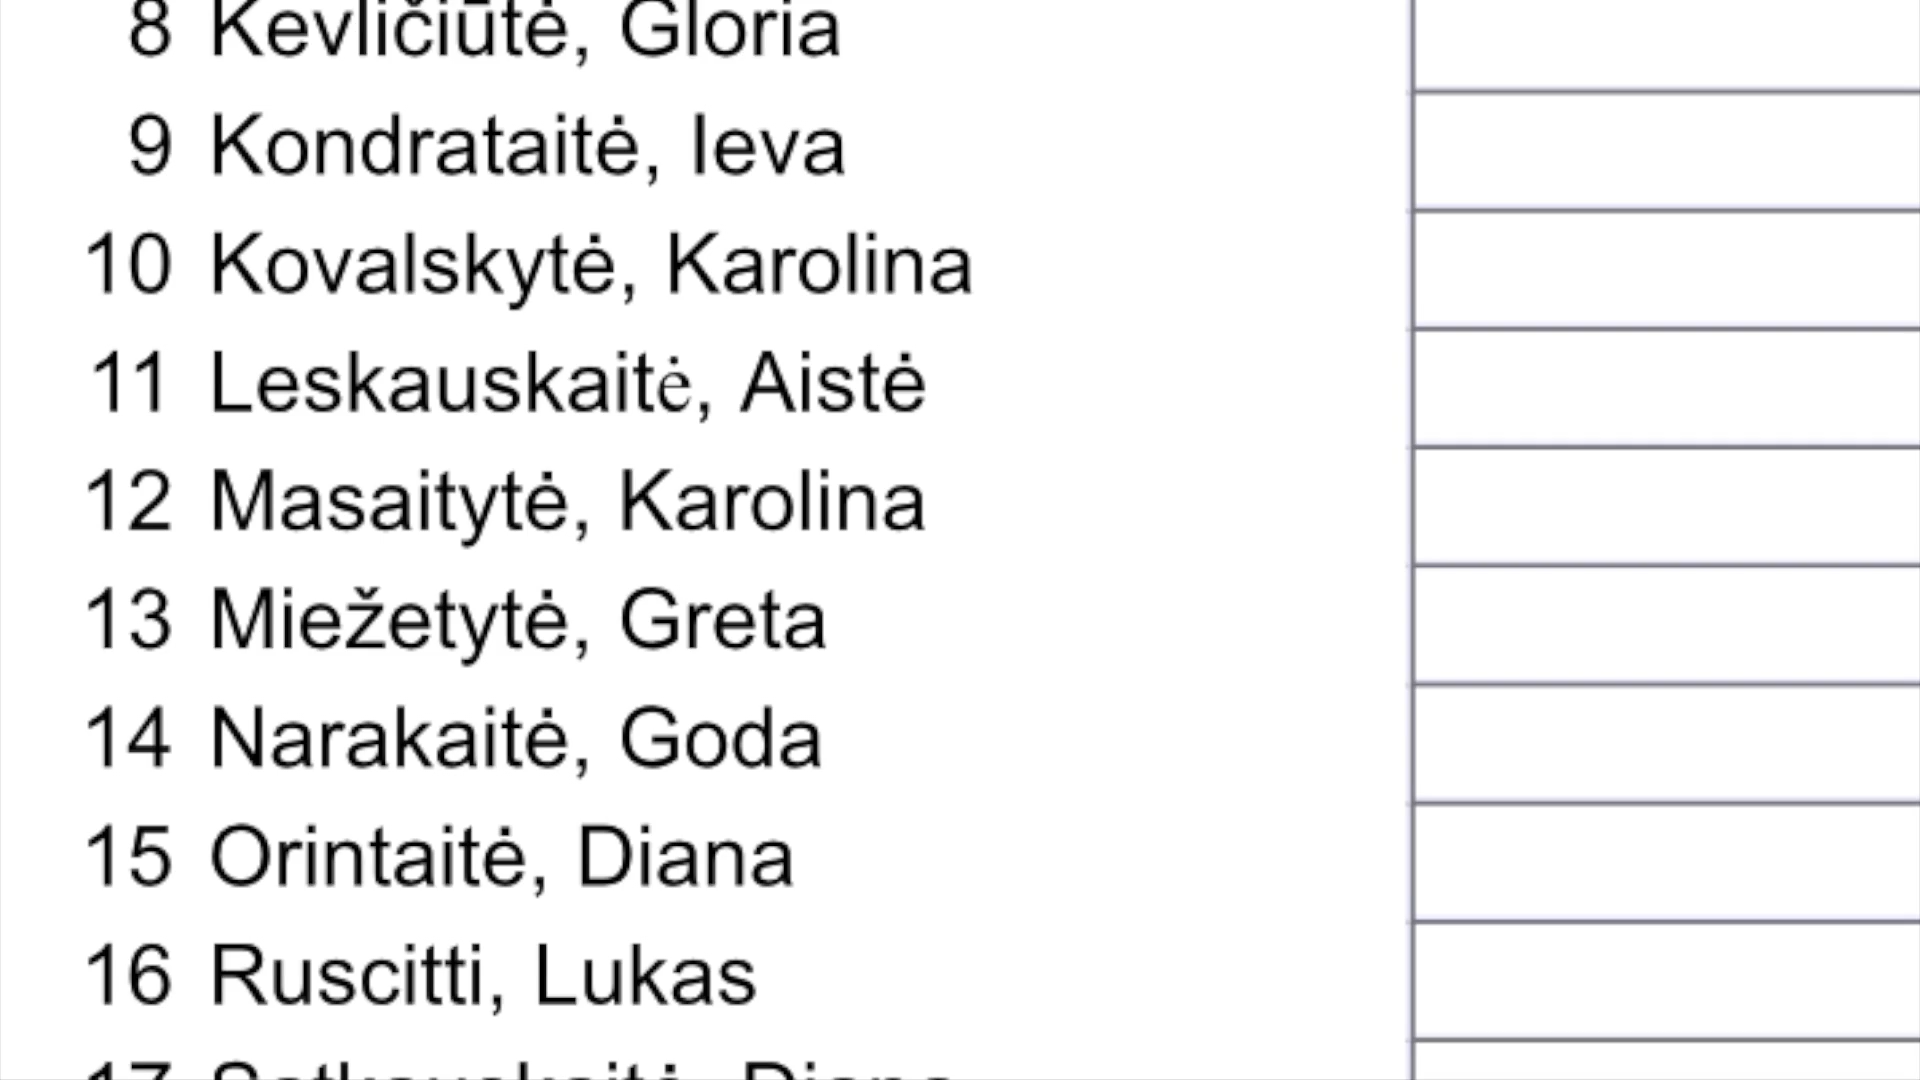 8 Kevličiūtė, Gloria
9 Kondrataitė, Ieva
10 Kovalskytė, Karolina
11 Leskauskaitė, Aistė
12 Masaitytė, Karolina
13 Miežetytė, Greta
14 Narakaitė, Goda
15 Orintaitė, Diana
16 Ruscitti, Lukas
17